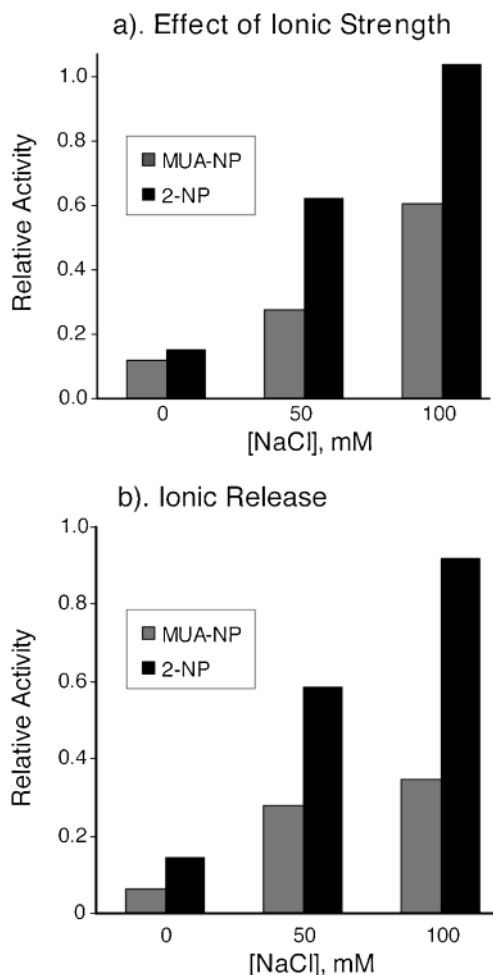 a). Effect of Ionic Strength
1.0
0.8
0.6
0.4
0.2
0.0
Relative Activity
MUA-NP
2-NP
0 50 100
[NaCl], mM
b). Ionic Release
1.0
0.8
0.6
0.4
0.2
0
Relative Activity
MUA-NP
2-NP
0 50 100
[NaCl], mM